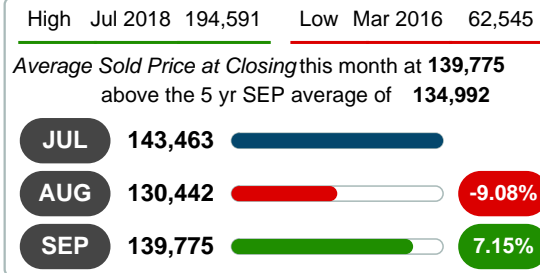 High Jul 2018 194,591 Low Mar 2016 62,545
Average Sold Price at Closing this month at 139,775
above the 5 yr SEP average of 134,992
JUL 143,463
AUG 130,442 -9.08%
SEP 139,775 7.15%